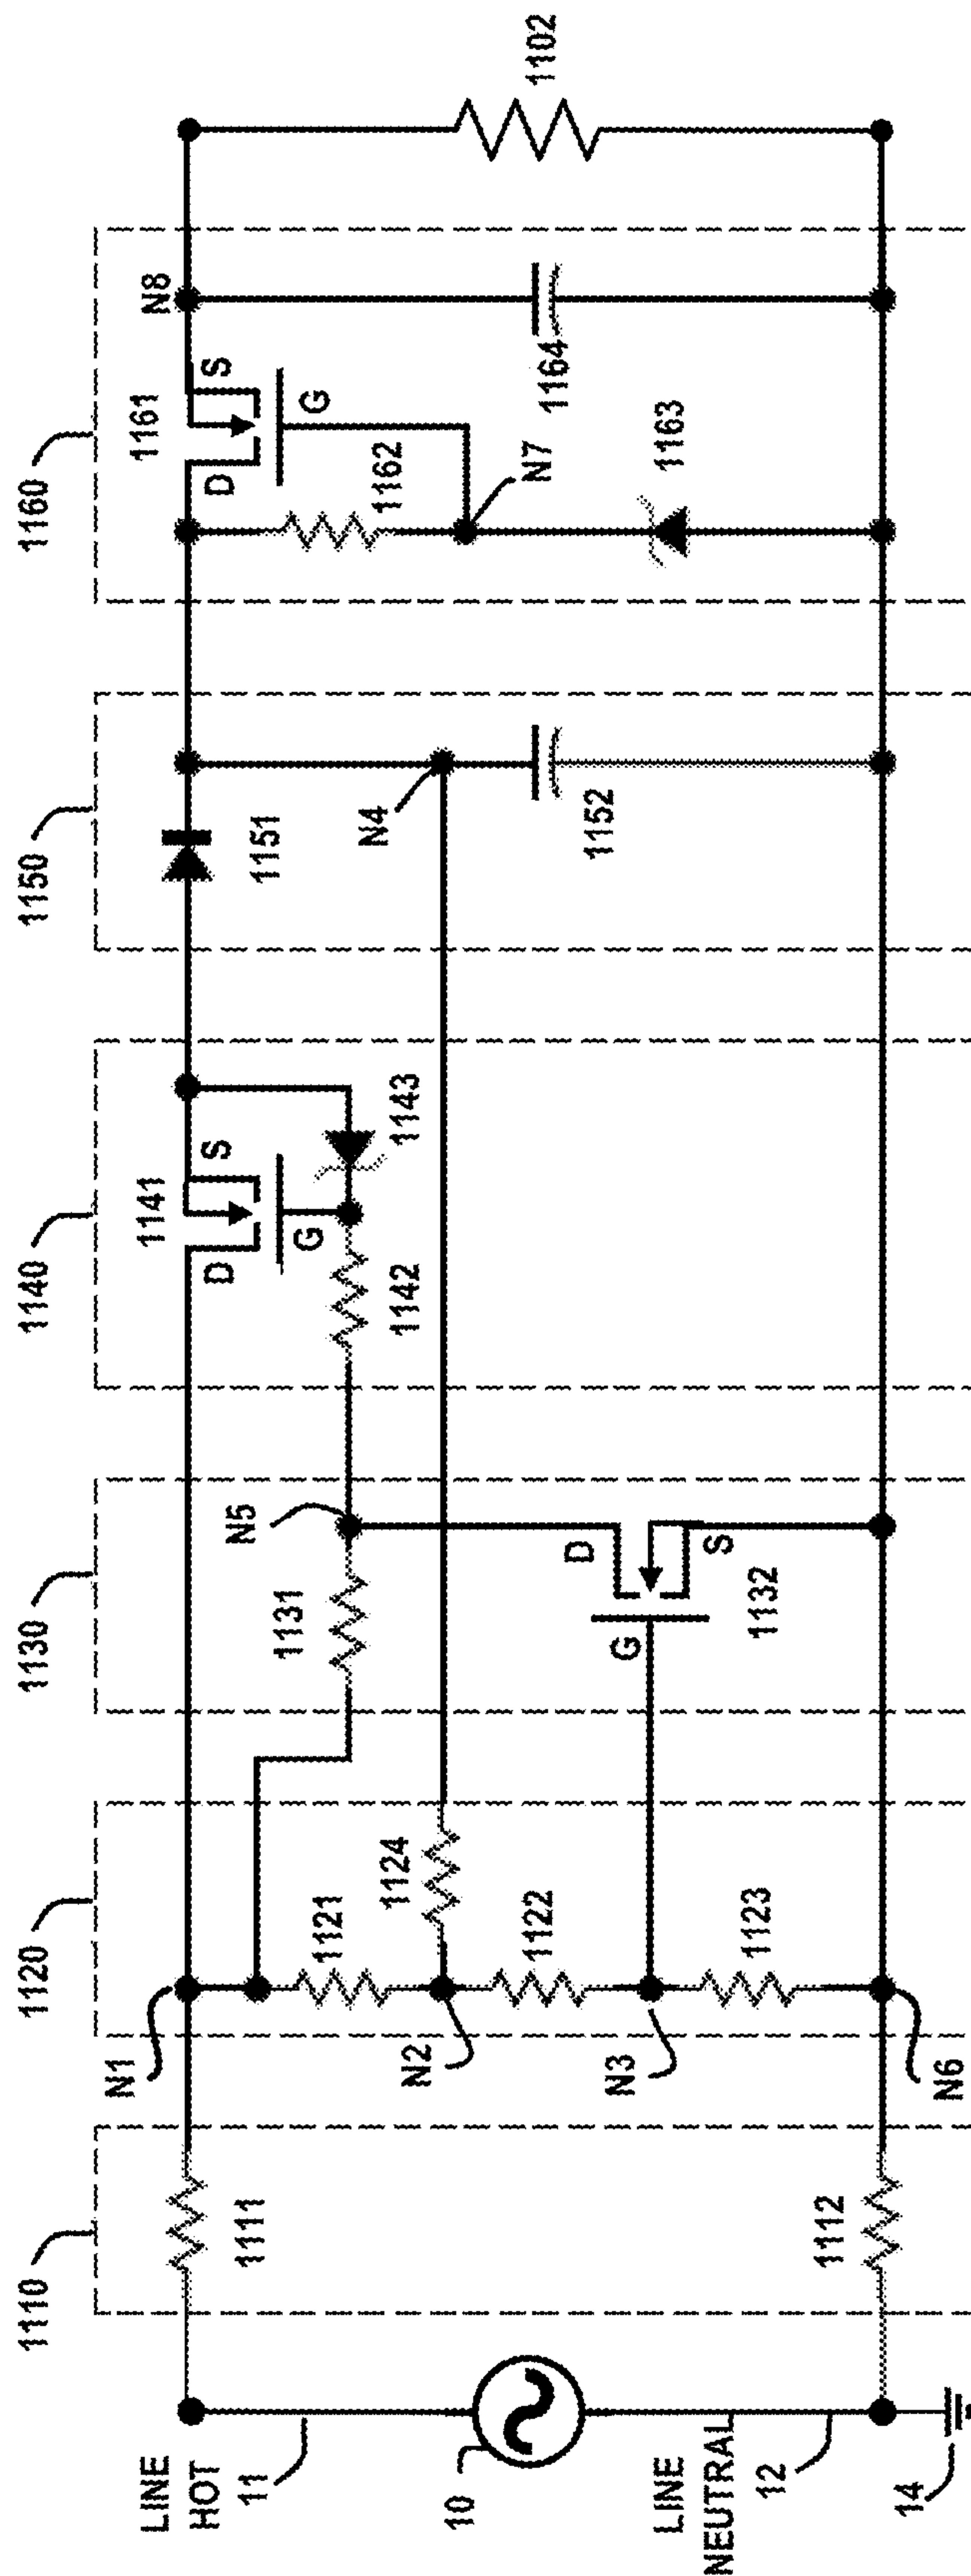 1110
1120
1130
1140
1150
1160
LINE
HOT
11
10
LINE
NEUTRAL
12
14
1111
1112
N1
N2
N3
N6
1121
1124
1122
1123
1131
N5
D
G
S
1132
1141
D
S
G
1142
1143
1151
N4
1152
1161
D
S
G
1162
N7
1163
N8
1164
1102